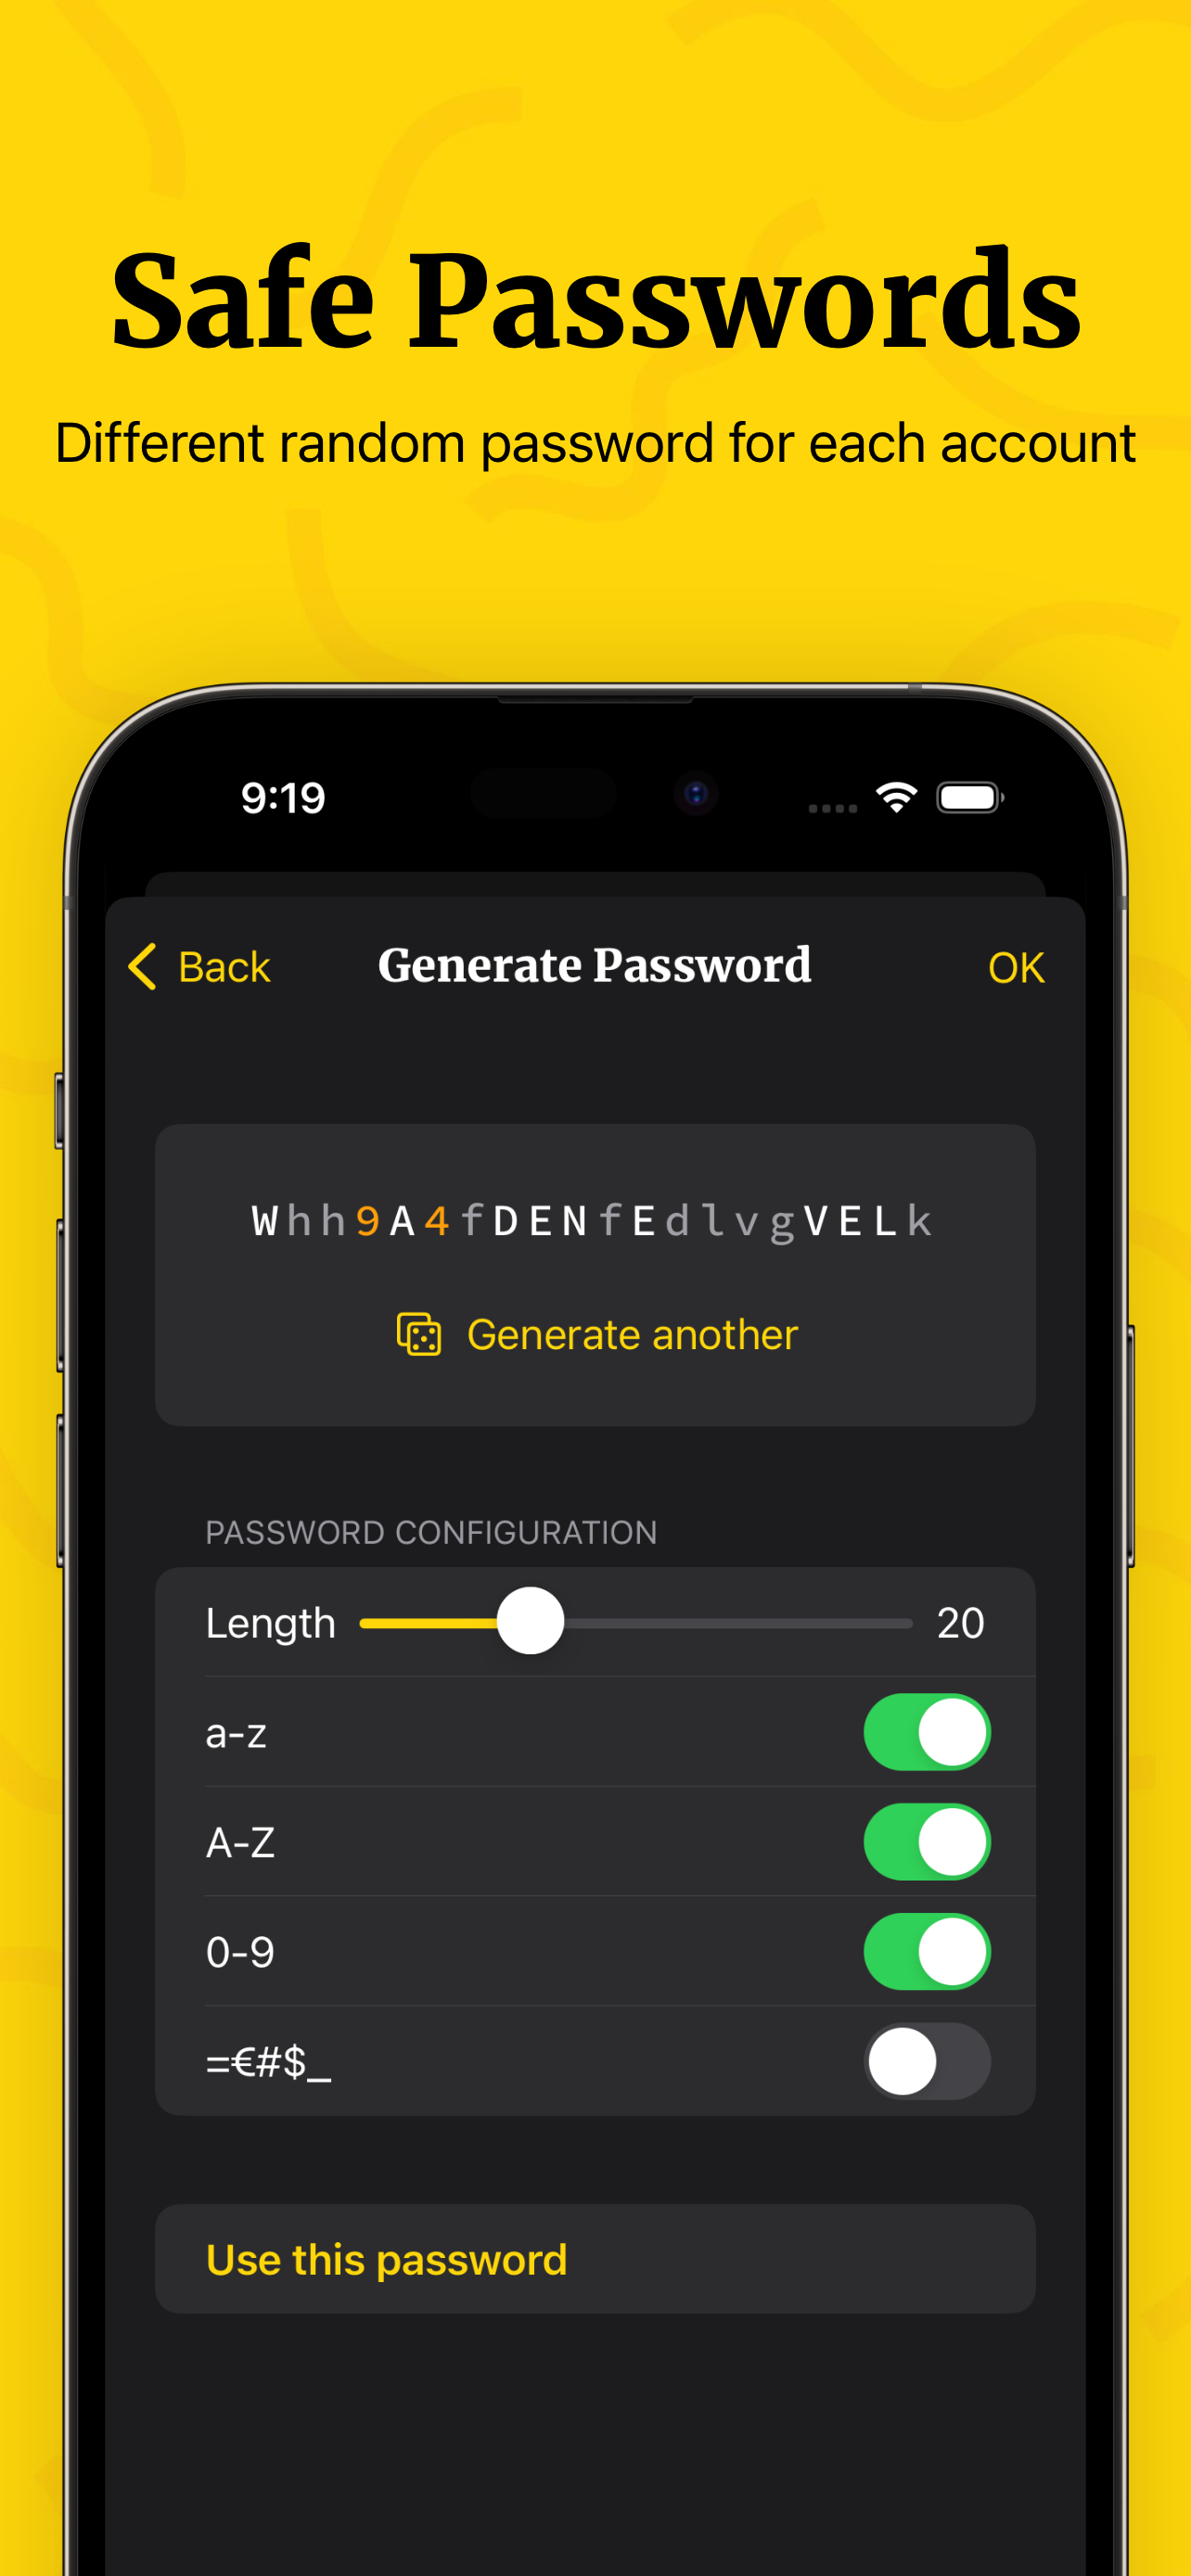 Safe Passwords
Different random password for each account
9:19
Back
Generate Password
OK
Whh9A4fDENfEdlvgVELk
Generate another
PASSWORD CONFIGURATION
Length
20
a-z
A-Z
0-9
=€#$_
Use this password